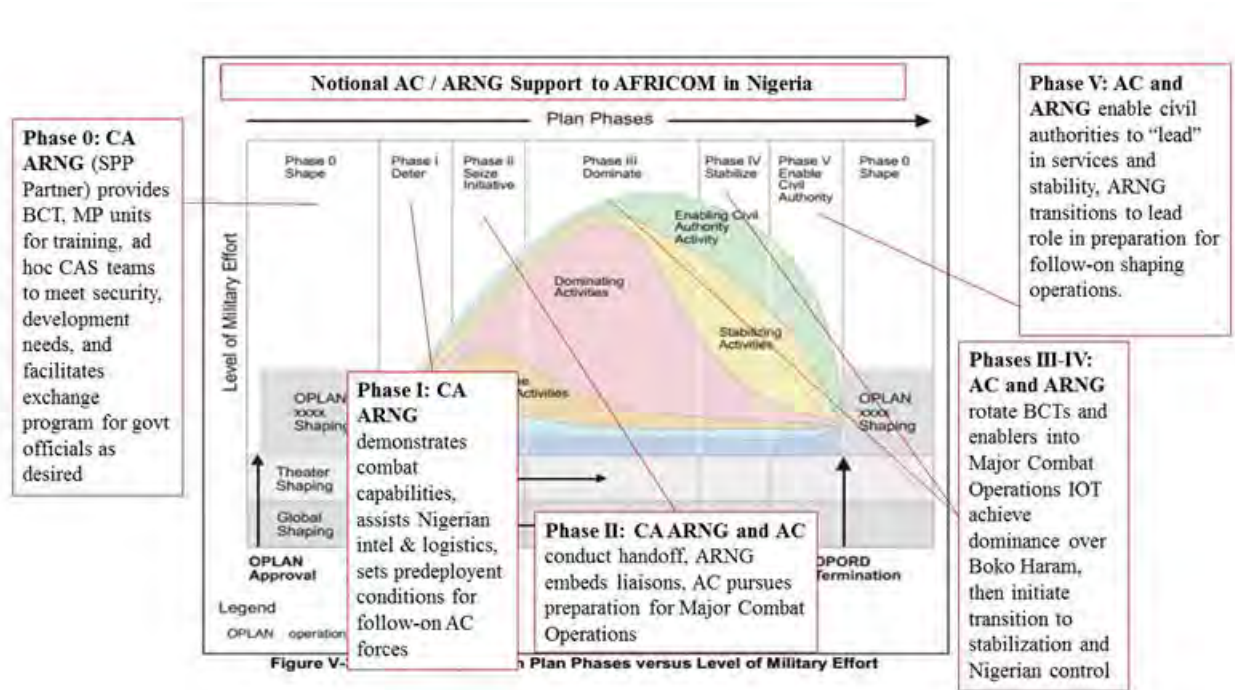 Notional AC / ARNG Support to AFRICOM in Nigeria
Plan Phases
Phase 0
Shape
Phase I
Deter
Phase II
Seize
Initiative
Phase III
Dominate
Phase IV
Stabilize
Phase V
Enable
Civil
Authority
Phase 0
Shape
Level of Military Effort
Enabling Civil
Authority
Activity
Dominating
Activities
Stabilizing
Activities
Activities
OPLAN
xxxx
Shaping
OPLAN
xxxx
Shaping
Theater
Shaping
Global
Shaping
OPLAN
Approval
OPORD
Termination
Legend
OPLAN operation
Phase 0: CA
ARNG (SPP
Partner) provides
BCT, MP units
for training, ad
hoc CAS teams
to meet security,
development
needs, and
facilitates
exchange
program for govt
officials as
desired
Phase I: CA
ARNG
demonstrates
combat
capabilities,
assists Nigerian
intel & logistics,
sets predeployent
conditions for
follow-on AC
forces
Phase II: CA ARNG and AC
conduct handoff, ARNG
embeds liaisons, AC pursues
preparation for Major Combat
Operations
Phase V: AC and
ARNG enable civil
authorities to “lead”
in services and
stability, ARNG
transitions to lead
role in preparation for
follow-on shaping
operations.
Phases III-IV:
AC and ARNG
rotate BCTs and
enablers into
Major Combat
Operations IOT
achieve
dominance over
Boko Haram,
then initiate
transition to
stabilization and
Nigerian control
Figure V- Plan Phases versus Level of Military Effort